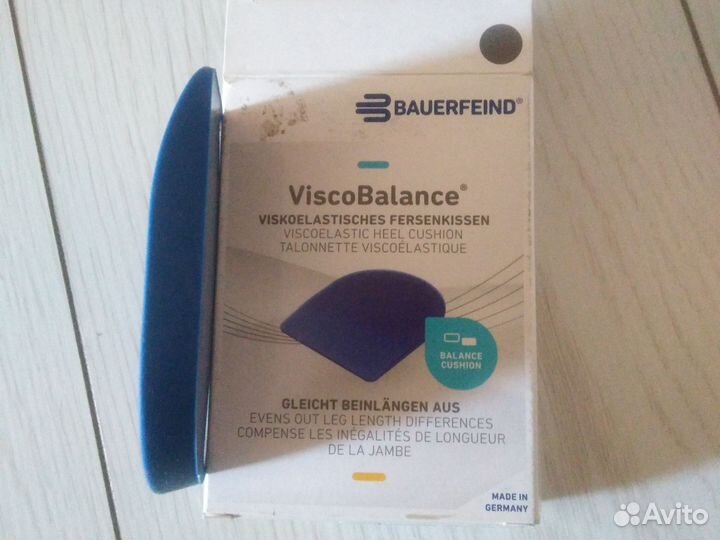 BAUERFEIND®
ViscoBalance®
VISKOELASTISCHES FERSENKISSEN
VISCOELASTIC HEEL CUSHION
TALONNETTE VISCOÉLASTIQUE
BALANCE
CUSHION
GLEICHT BEINLÄNGEN AUS
EVENS OUT LEG LENGTH DIFFERENCES
COMPENSE LES INÉGALITÉS DE LONGUEUR
DE LA JAMBE
MADE IN
GERMANY
Avito